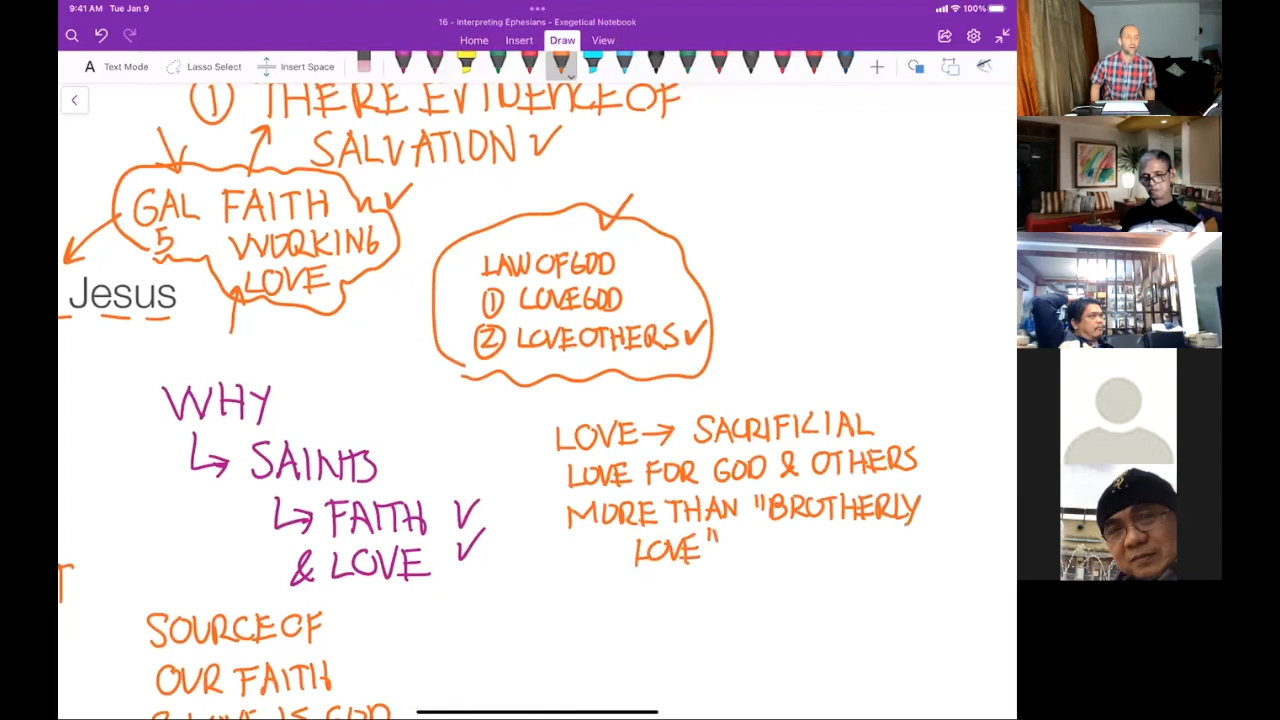 9:41 AM Tue Jan 9
100%
16 - Interpreting Ephesians - Exegetical Notebook
Home Insert Draw View
A Text Mode Lasso Select Insert Space
① THERE EVIDENCE OF
SALVATION ✓
GAL FAITH
5 WORKING
LOVE
Jesus
LAW OF GOD
① LOVE GOD
② LOVE OTHERS ✓
WHY
↳ SAINTS
↳ FAITH ✓
& LOVE ✓
LOVE → SACRIFICIAL
LOVE FOR GOD & OTHERS
MORE THAN "BROTHERLY
LOVE"
SOURCE OF
OUR FAITH
& LOVE IS GOD